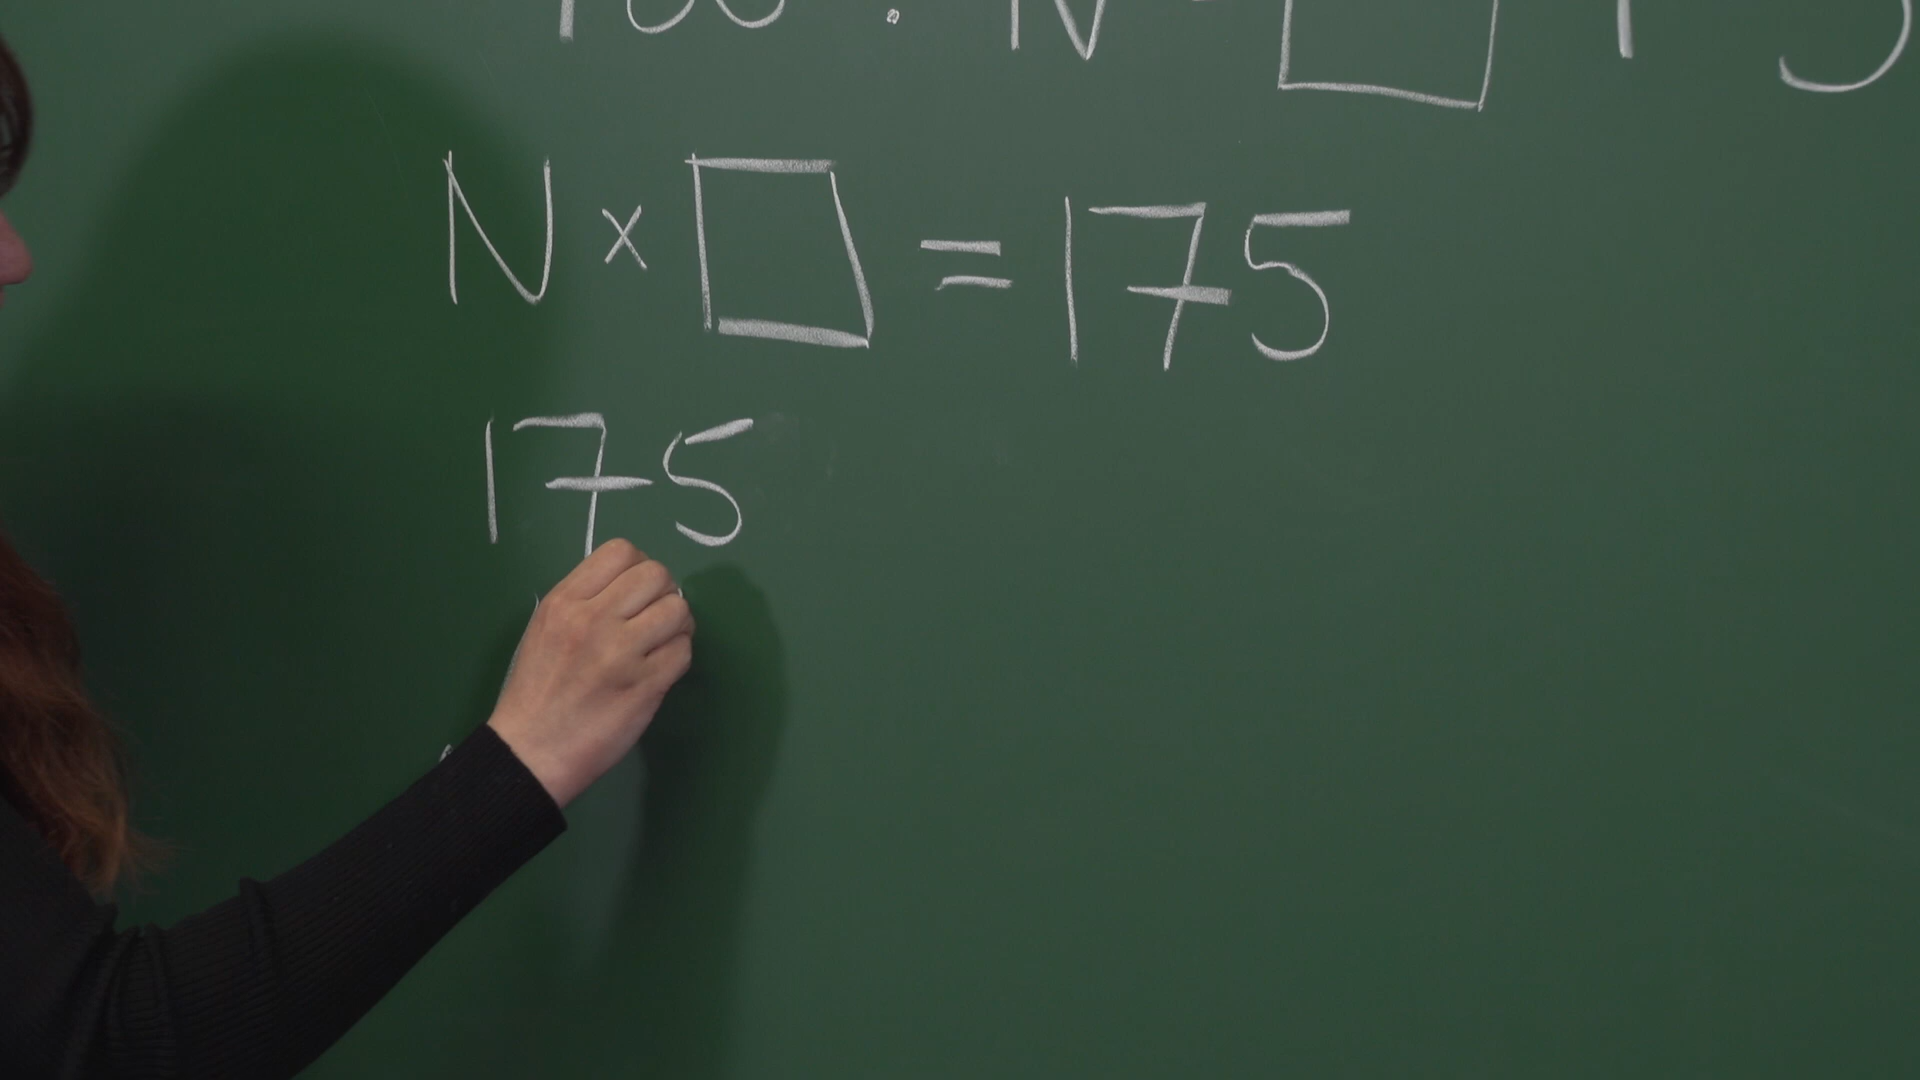 : N
N × □ = 175
175